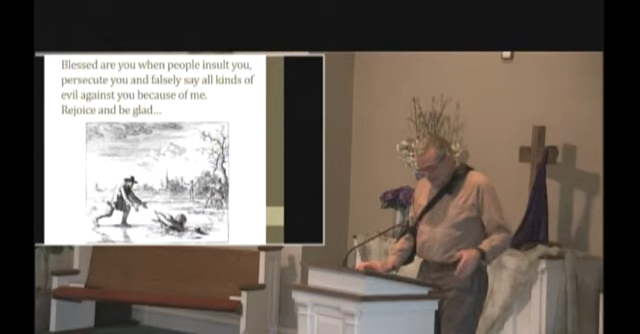 Blessed are you when people insult you,
persecute you and falsely say all kinds of
evil against you because of me.
Rejoice and be glad...